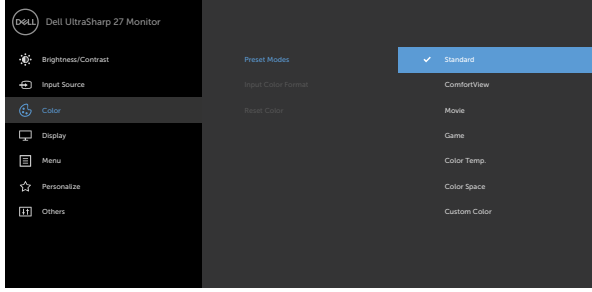 DELL
Dell UltraSharp 27 Monitor
Brightness/Contrast
Input Source
Color
Display
Menu
Personalize
Others
Preset Modes
Input Color Format
Reset Color
Standard
ComfortView
Movie
Game
Color Temp.
Color Space
Custom Color